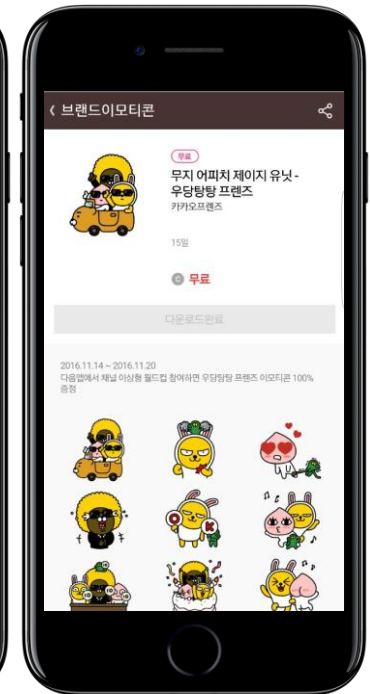 브랜드이모티콘
무료
무지 어피치 제이지 유닛 -
우당탕탕 프렌즈
카카오프렌즈
15일
C 무료
다운로드완료
2016.11.14 ~ 2016.11.20
다음앱에서 채널 이상형 월드컵 참여하면 우당탕탕 프렌즈 이모티콘 100%
증정
O K
10 10 10